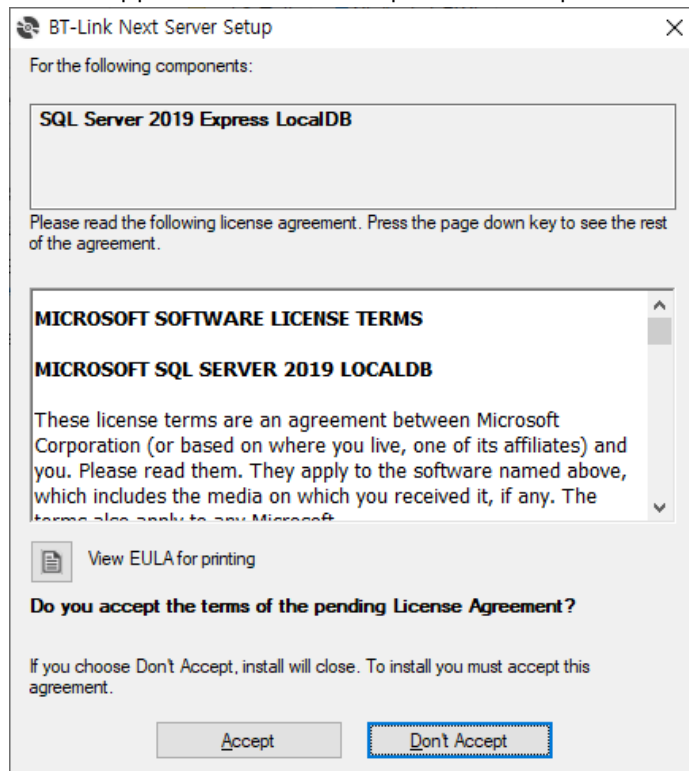 BT-Link Next Server Setup
For the following components:
SQL Server 2019 Express LocalDB
Please read the following license agreement. Press the page down key to see the rest
of the agreement.
MICROSOFT SOFTWARE LICENSE TERMS
MICROSOFT SQL SERVER 2019 LOCALDB
These license terms are an agreement between Microsoft
Corporation (or based on where you live, one of its affiliates) and
you. Please read them. They apply to the software named above,
which includes the media on which you received it, if any. The
terms also apply to any Microsoft
View EULA for printing
Do you accept the terms of the pending License Agreement?
If you choose Don't Accept, install will close. To install you must accept this
agreement.
Accept
Don't Accept